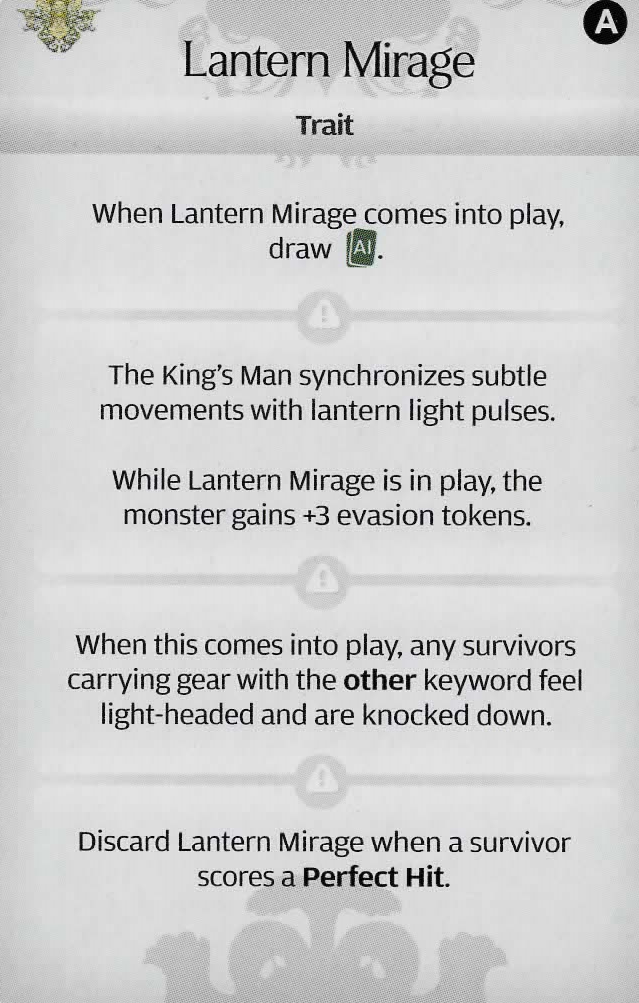 A
Lantern Mirage
Trait
When Lantern Mirage comes into play,
draw AI.
The King's Man synchronizes subtle
movements with lantern light pulses.
While Lantern Mirage is in play, the
monster gains +3 evasion tokens.
When this comes into play, any survivors
carrying gear with the other keyword feel
light-headed and are knocked down.
Discard Lantern Mirage when a survivor
scores a Perfect Hit.